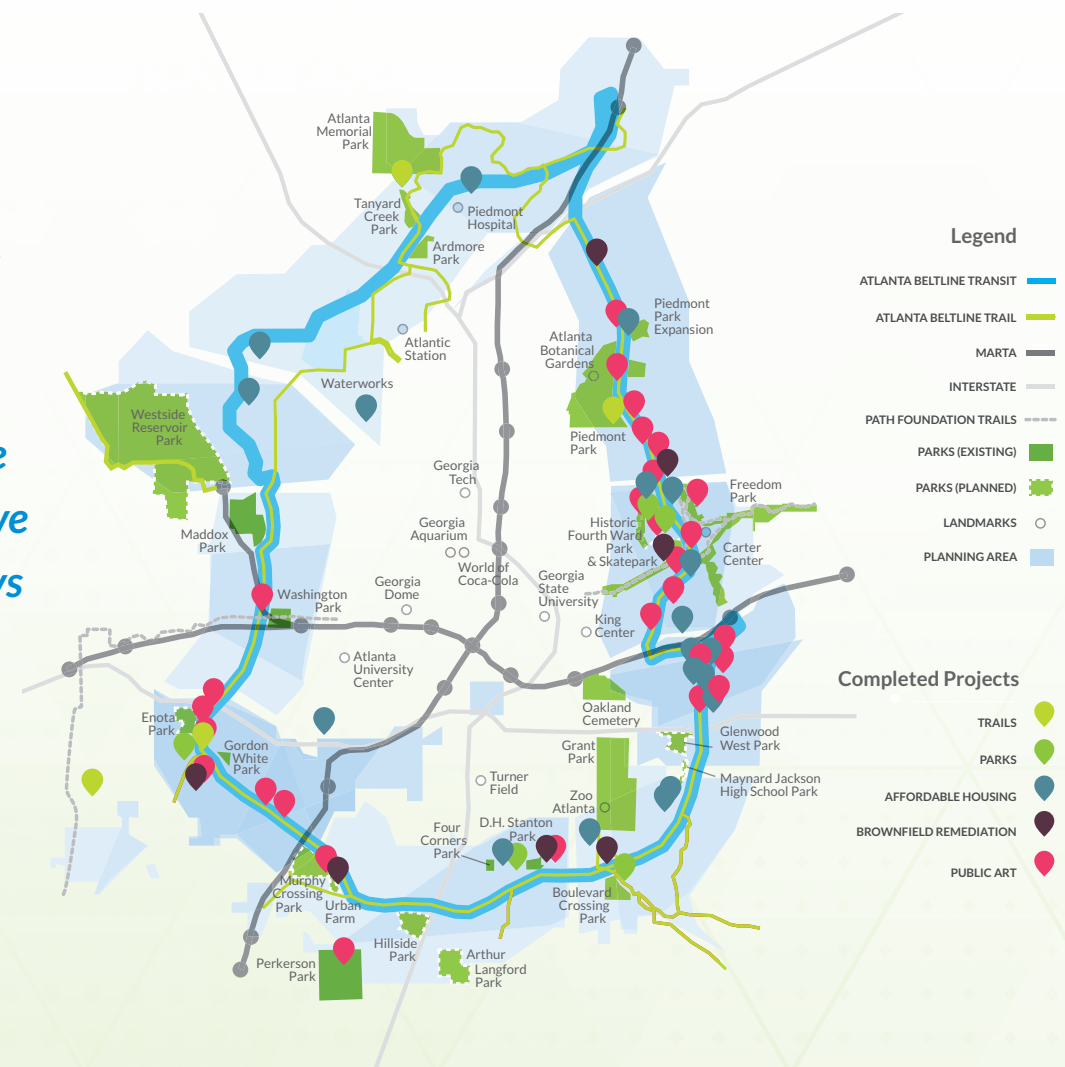 Atlanta
Memorial
Park
Tanyard
Creek
Park
Piedmont
Hospital
Ardmore
Park
Atlantic
Station
Waterworks
Westside
Reservoir
Park
Maddox
Park
Washington
Park
Piedmont
Park
Expansion
Atlanta
Botanical
Gardens
Piedmont
Park
Georgia
Tech
Georgia
Aquarium
World of
Coca-Cola
Georgia
Dome
Georgia
State
University
King
Center
Historic
Fourth Ward
Park
& Skatepark
Freedom
Park
Carter
Center
Atlanta
University
Center
Oakland
Cemetery
Enota
Park
Gordon
White
Park
Grant
Park
Zoo
Atlanta
Turner
Field
Glenwood
West Park
Maynard Jackson
High School Park
Four
Corners
Park
D.H. Stanton
Park
Boulevard
Crossing
Park
Murphy
Crossing
Park
Urban
Farm
Hillside
Park
Perkerson
Park
Arthur
Langford
Park
e
ve
vs
Legend
ATLANTA BELTLINE TRANSIT
ATLANTA BELTLINE TRAIL
MARTA
INTERSTATE
PATH FOUNDATION TRAILS
PARKS (EXISTING)
PARKS (PLANNED)
LANDMARKS
PLANNING AREA
Completed Projects
TRAILS
PARKS
AFFORDABLE HOUSING
BROWNFIELD REMEDIATION
PUBLIC ART